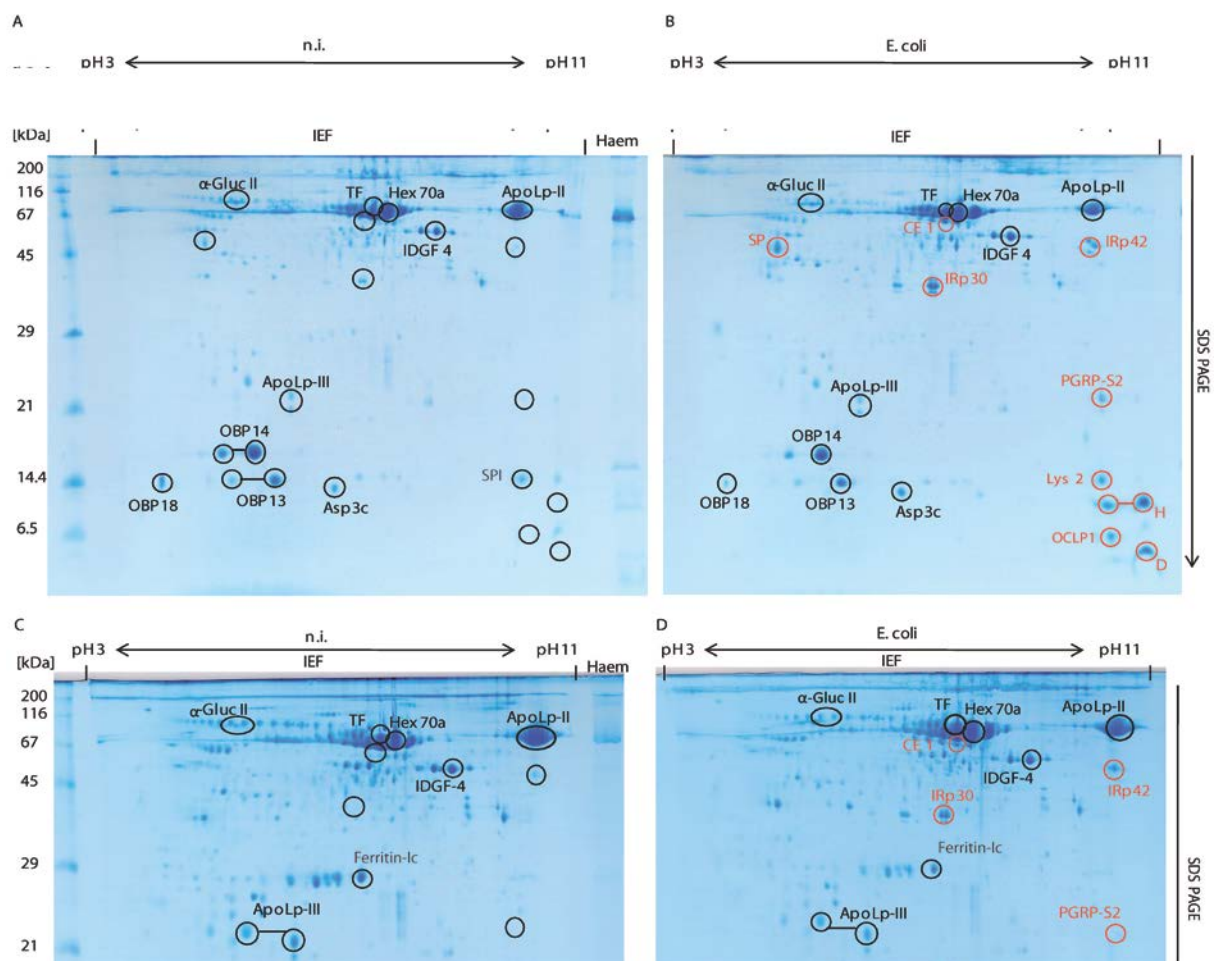 A
B
n.i.
E. coli
pH3
pH11
pH3
pH11
[kDa]
IEF
Haem
IEF
200
116
67
45
29
21
14.4
6.5
α-Gluc II
TF
Hex 70a
ApoLp-II
IDGF 4
ApoLp-III
OBP14
OBP18
OBP13
Asp3c
SPI
α-Gluc II
TF
Hex 70a
ApoLp-II
CE 1
SP
IDGF 4
IRp42
IRp30
PGRP-S2
ApoLp-III
OBP14
OBP18
OBP13
Asp3c
Lys 2
H
OCLP1
D
SDS PAGE
C
D
n.i.
E. coli
pH3
pH11
pH3
pH11
[kDa]
IEF
Haem
IEF
200
116
67
45
29
21
α-Gluc II
TF
Hex 70a
ApoLp-II
IDGF-4
Ferritin-Ic
ApoLp-III
α-Gluc II
TF
Hex 70a
ApoLp-II
CE 1
IDGF-4
IRp42
IRp30
Ferritin-Ic
ApoLp-III
PGRP-S2
SDS PAGE